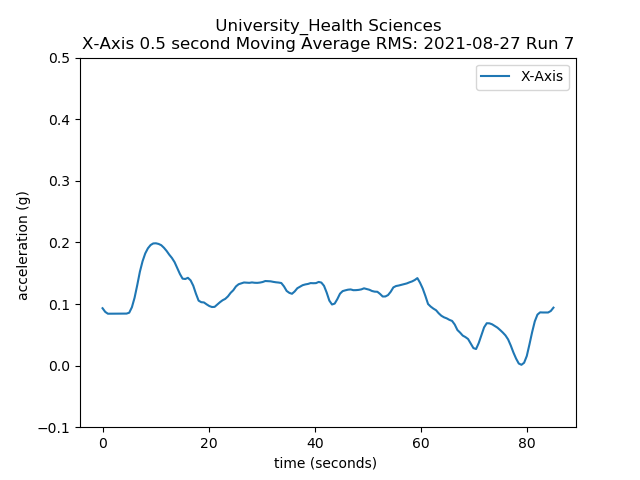 University_Health Sciences
X-Axis 0.5 second Moving Average RMS: 2021-08-27 Run 7
X-Axis
0.5
0.4
0.3
0.2
0.1
0.0
−0.1
acceleration (g)
0 20 40 60 80
time (seconds)